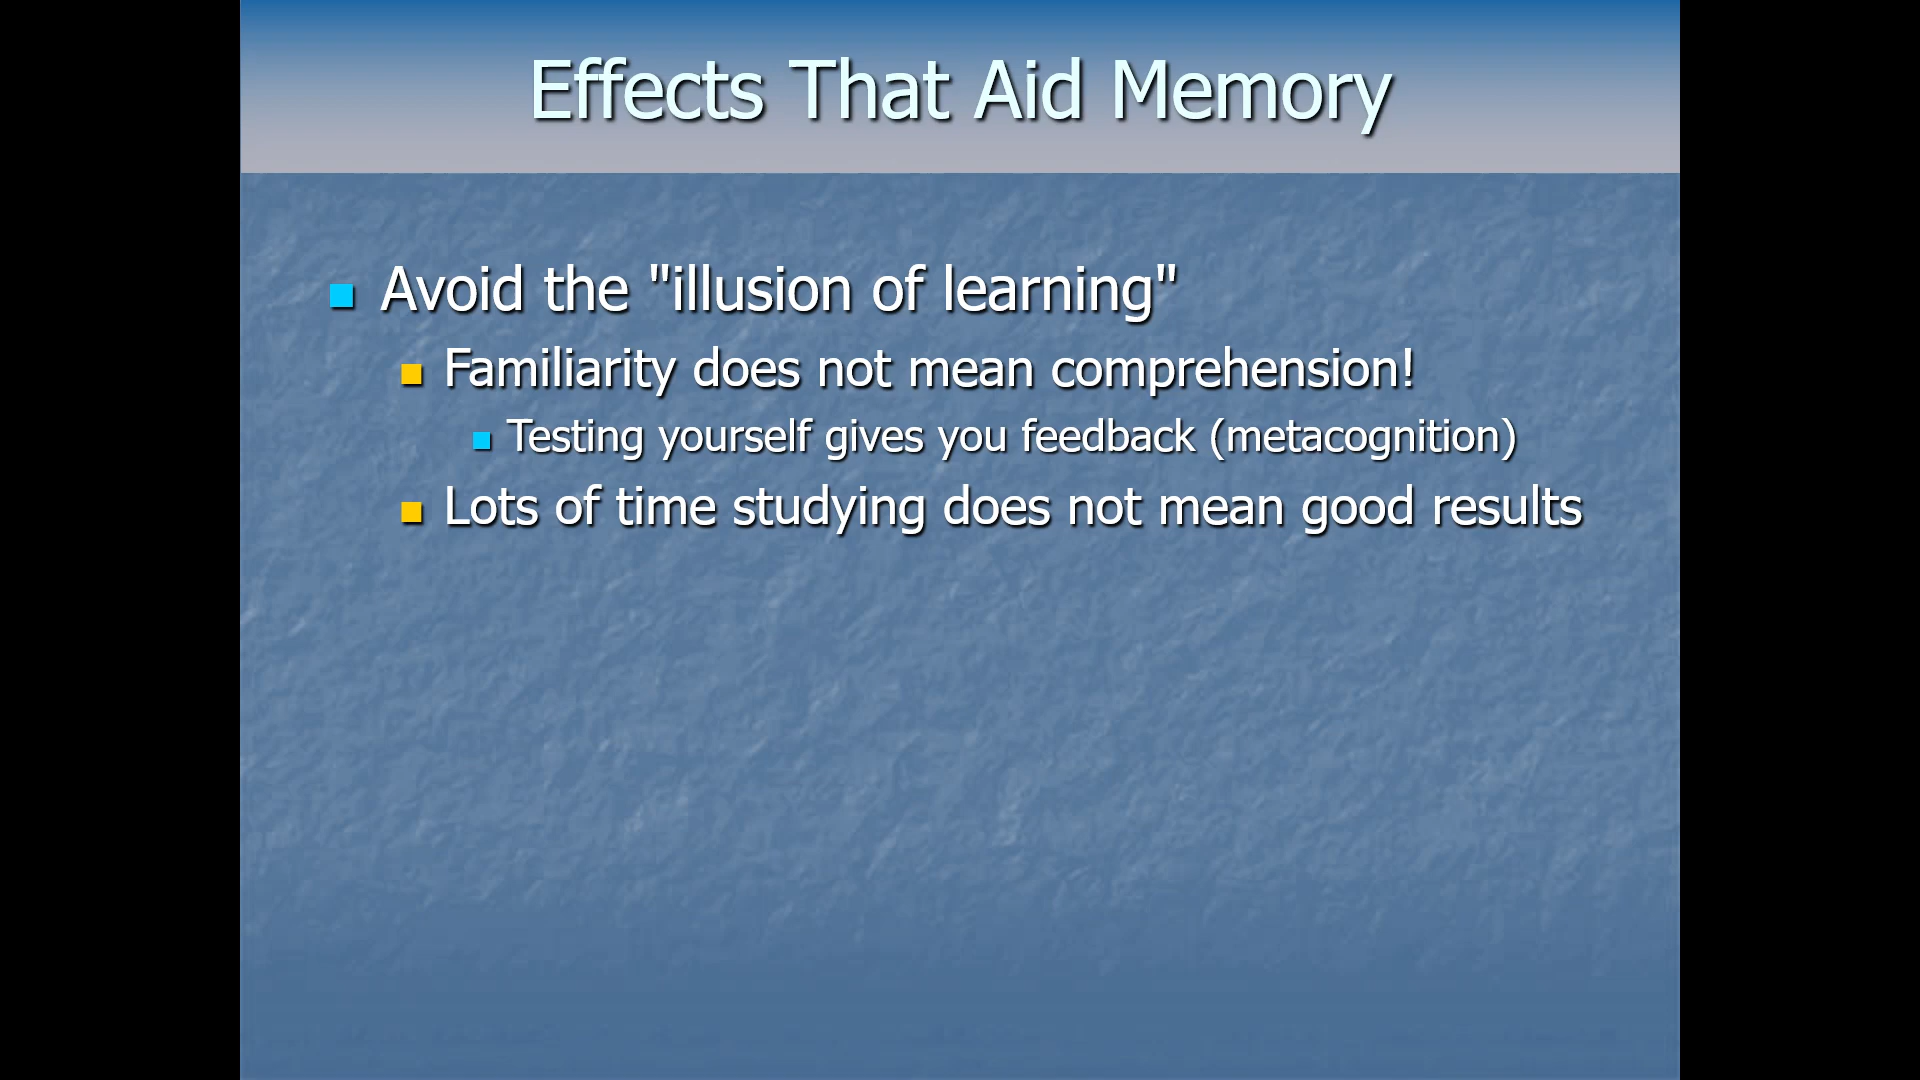 Effects That Aid Memory
Avoid the "illusion of learning"
Familiarity does not mean comprehension!
Testing yourself gives you feedback (metacognition)
Lots of time studying does not mean good results